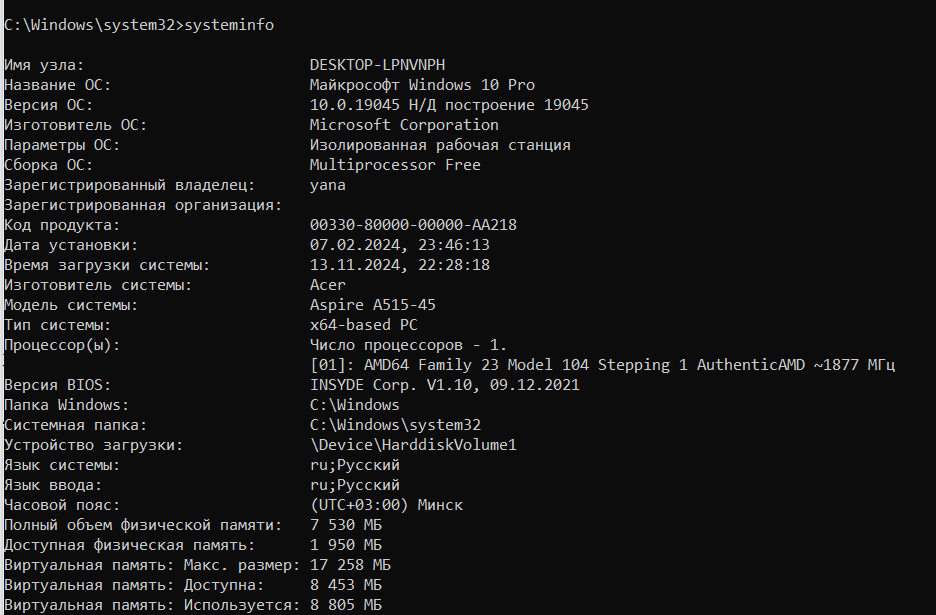 C:\Windows\system32>systeminfo
Имя узла: DESKTOP-LPNVNPH
Название ОС: Майкрософт Windows 10 Pro
Версия ОС: 10.0.19045 Н/Д построение 19045
Изготовитель ОС: Microsoft Corporation
Параметры ОС: Изолированная рабочая станция
Сборка ОС: Multiprocessor Free
Зарегистрированный владелец: yana
Зарегистрированная организация:
Код продукта: 00330-80000-00000-AA218
Дата установки: 07.02.2024, 23:46:13
Время загрузки системы: 13.11.2024, 22:28:18
Изготовитель системы: Acer
Модель системы: Aspire A515-45
Тип системы: x64-based PC
Процессор(ы): Число процессоров - 1.
[01]: AMD64 Family 23 Model 104 Stepping 1 AuthenticAMD ~1877 МГц
Версия BIOS: INSYDE Corp. V1.10, 09.12.2021
Папка Windows: C:\Windows
Системная папка: C:\Windows\system32
Устройство загрузки: \Device\HarddiskVolume1
Язык системы: ru;Русский
Язык ввода: ru;Русский
Часовой пояс: (UTC+03:00) Минск
Полный объем физической памяти: 7 530 МБ
Доступная физическая память: 1 950 МБ
Виртуальная память: Макс. размер: 17 258 МБ
Виртуальная память: Доступна: 8 453 МБ
Виртуальная память: Используется: 8 805 МБ